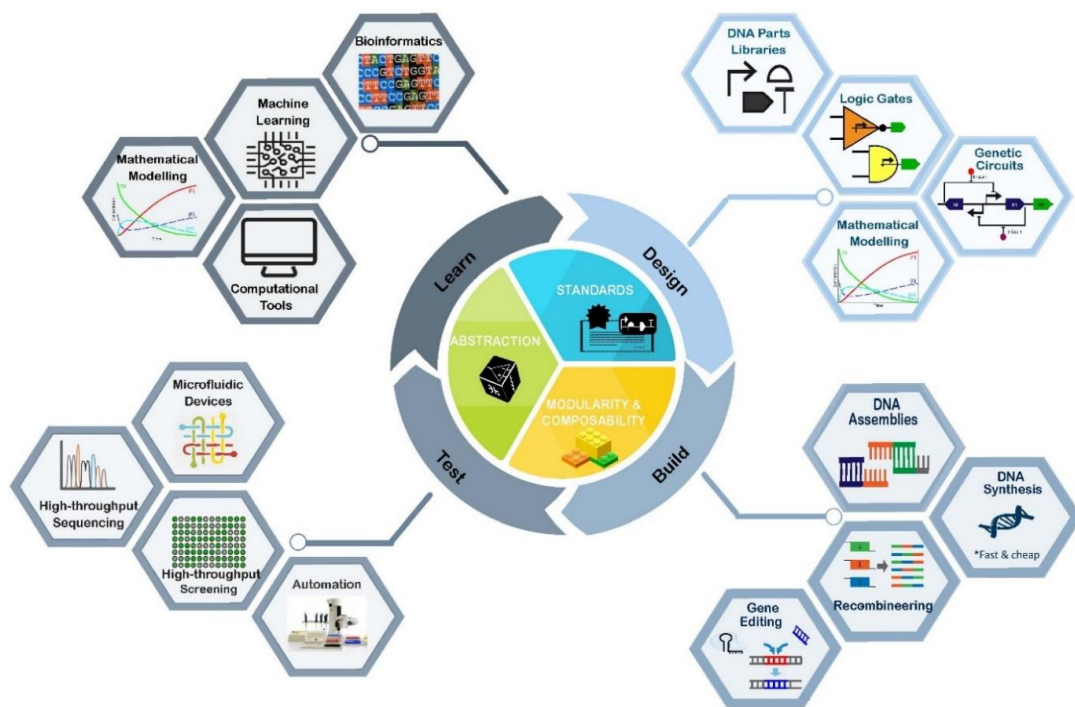 Bioinformatics
Machine
Learning
Mathematical
Modelling
Computational
Tools
DNA Parts
Libraries
Logic Gates
Genetic
Circuits
Mathematical
Modelling
Time
Learn
Design
Build
Test
STANDARDS
ABSTRACTION
MODULARITY &
COMPOSABILITY
Microfluidic
Devices
High-throughput
Sequencing
High-throughput
Screening
Automation
DNA
Assemblies
DNA
Synthesis
*Fast & cheap
Recombineering
Gene
Editing